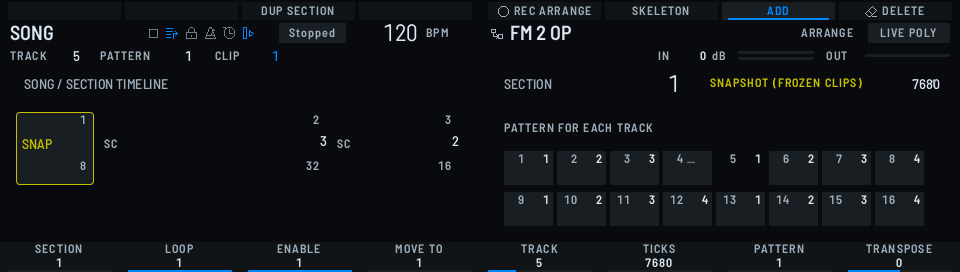 DUP SECTION REC ARRANGE SKELETON ADD DELETE
SONG Stopped 120 BPM FM 2 OP ARRANGE LIVE POLY
TRACK 5 PATTERN 1 CLIP 1 IN 0 dB OUT
SONG / SECTION TIMELINE SECTION 1 SNAPSHOT (FROZEN CLIPS) 7680
1 2 3
SNAP SC 3 SC 2
8 32 16
PATTERN FOR EACH TRACK
1 1 2 2 3 3 4 ... 5 1 6 2 7 3 8 4
9 1 10 2 11 3 12 4 13 1 14 2 15 3 16 4
SECTION LOOP ENABLE MOVE TO TRACK TICKS PATTERN TRANSPOSE
1 1 1 1 5 7680 1 0